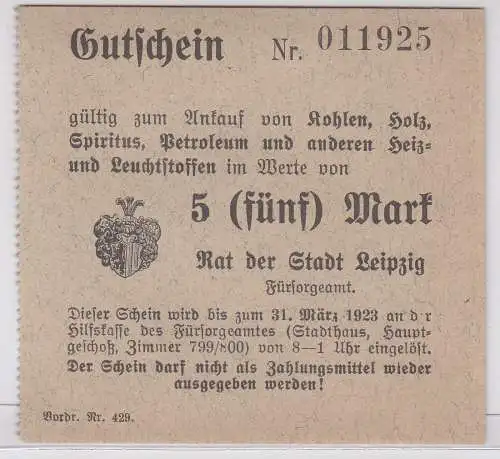 Gutschein Nr. 011925
gültig zum Ankauf von Kohlen, Holz,
Spiritus, Petroleum und anderen Heiz-
und Leuchtstoffen im Werte von
5 (fünf) Mark
Rat der Stadt Leipzig
Fürsorgeamt.
Dieser Schein wird bis zum 31. März 1923 an d r
Hilfskasse des Fürsorgeamtes (Stadthaus, Haupt-
geschoß, Zimmer 799/800) von 8—1 Uhr eingelöst.
Der Schein darf nicht als Zahlungsmittel wieder
ausgegeben werden!
Vordr. Nr. 429.